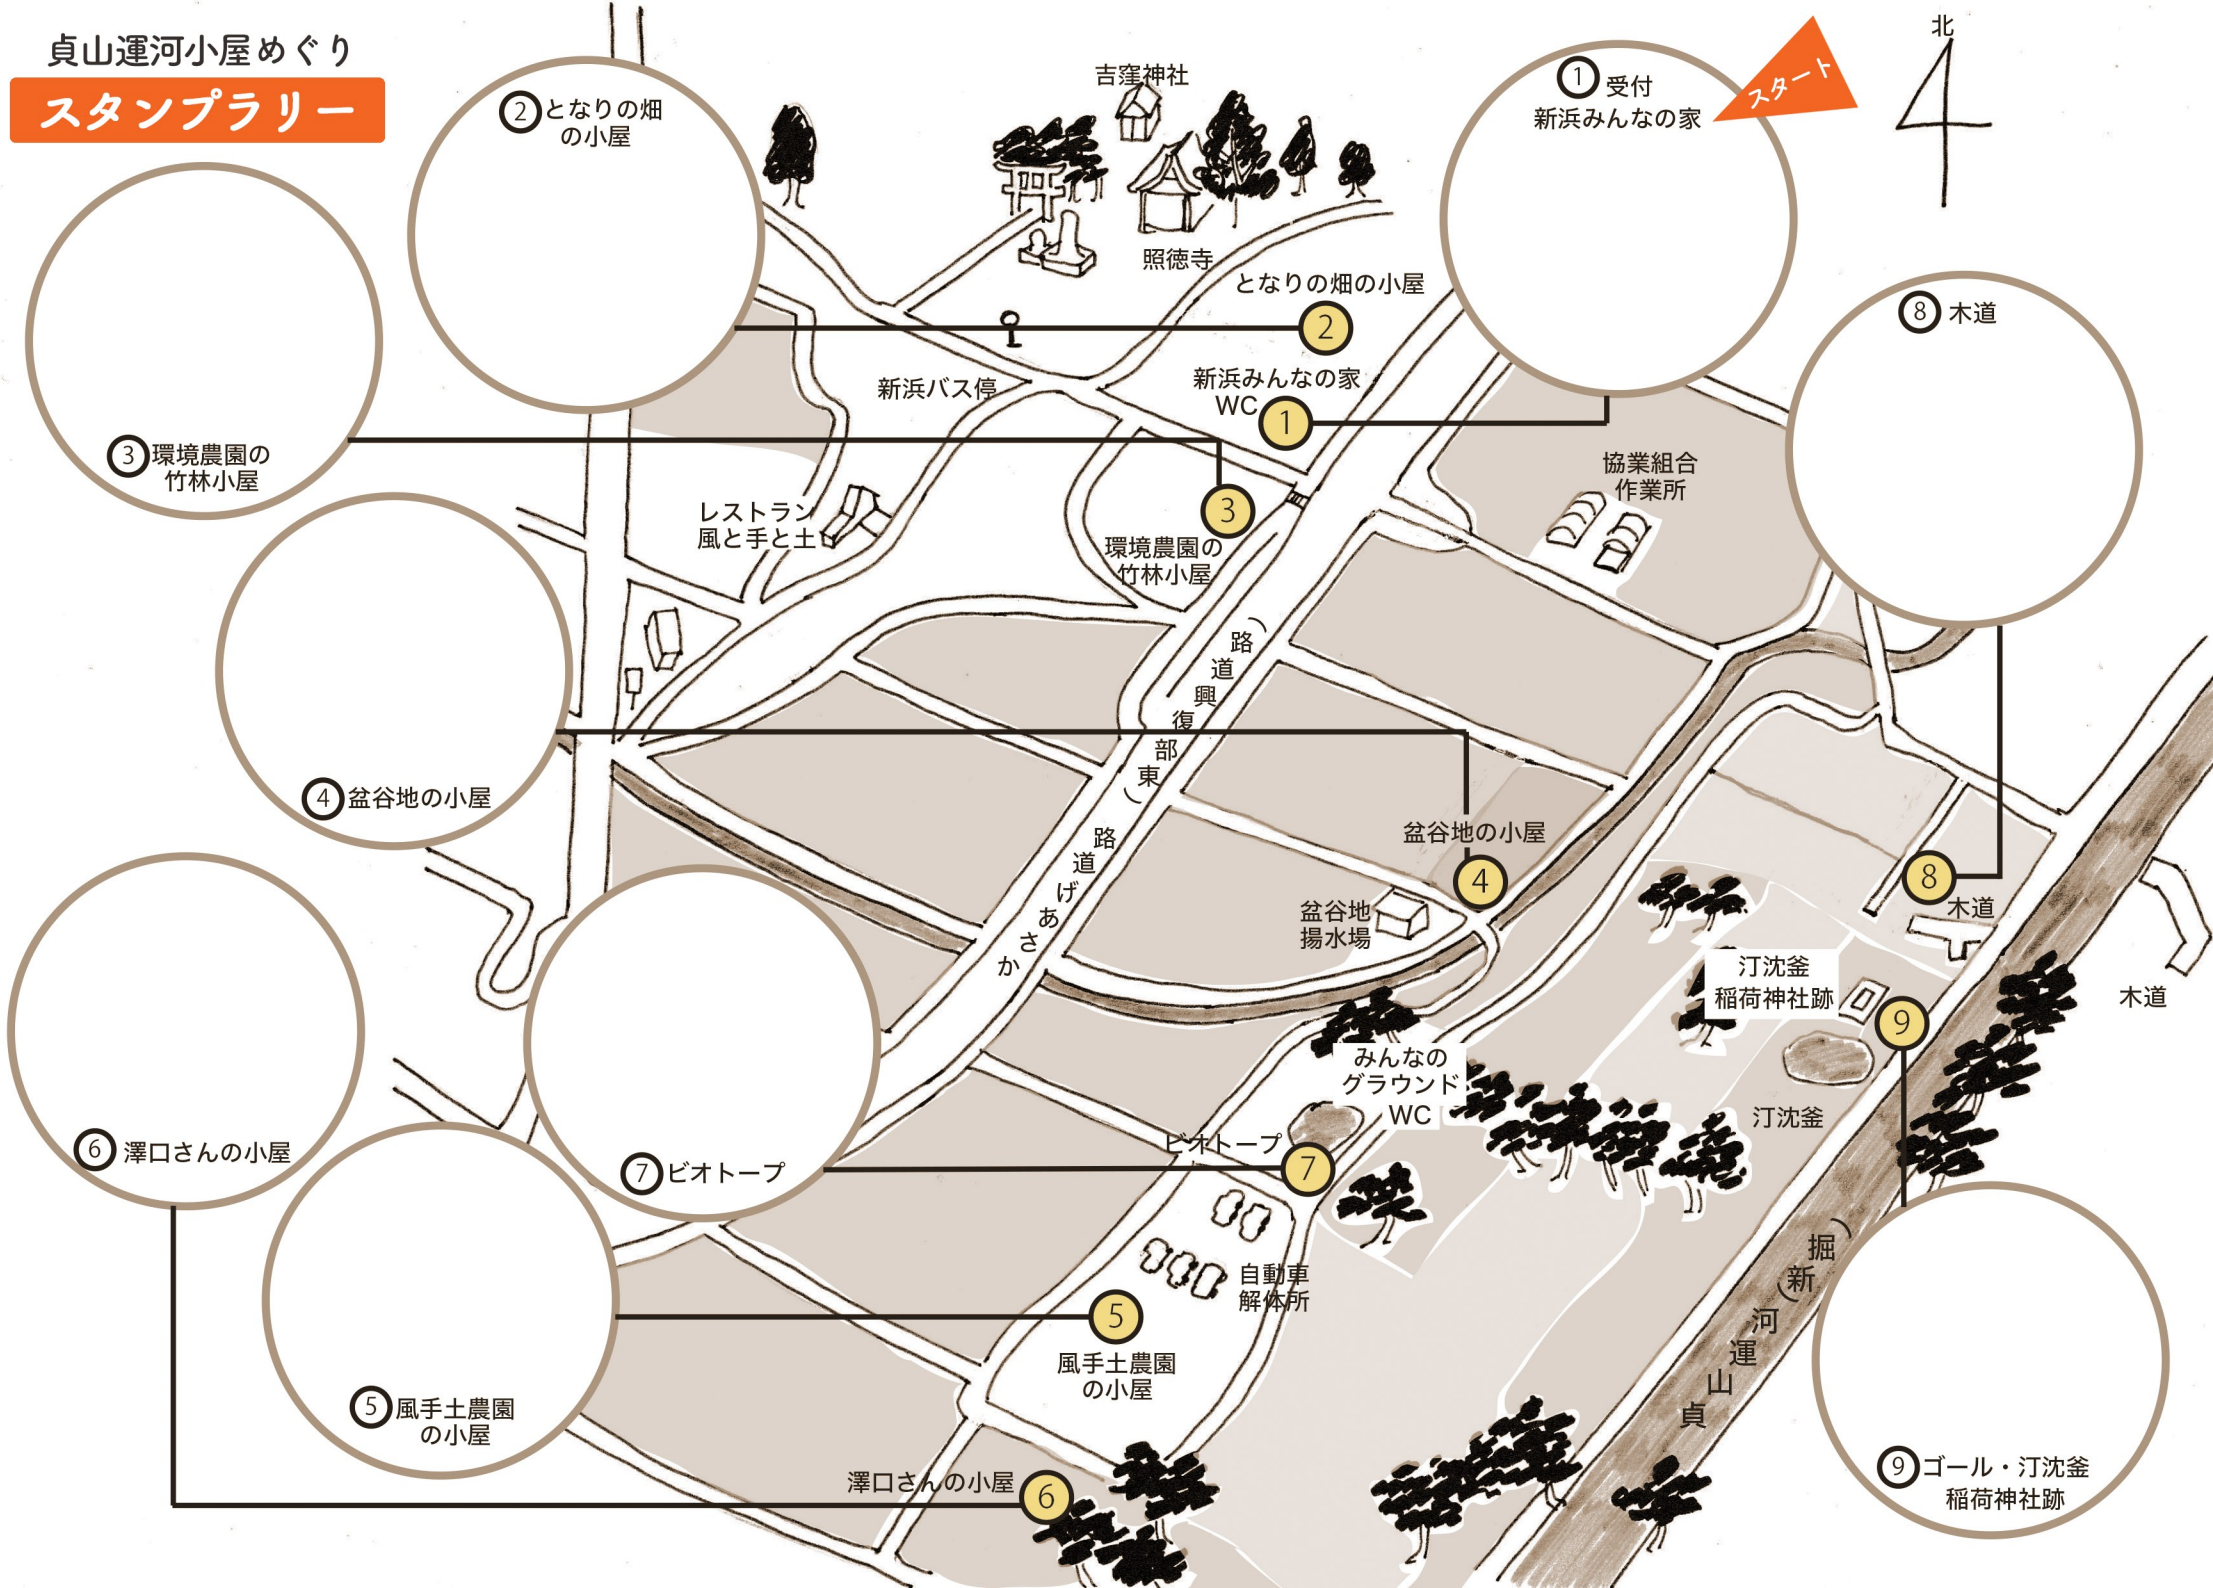 貞山運河小屋めぐり
スタンプラリー
北
スタート
① 受付
新浜みんなの家
② となりの畑
の小屋
吉窪神社
照徳寺
となりの畑の小屋
2
⑧ 木道
新浜バス停
新浜みんなの家
WC
1
③ 環境農園の
竹林小屋
協業組合
作業所
レストラン
風と手と土
3
環境農園の
竹林小屋
かさあげ道路
(東部復興道路)
④ 盆谷地の小屋
盆谷地の小屋
4
盆谷地
揚水場
8
木道
木道
汀沈釜
稲荷神社跡
9
汀沈釜
みんなの
グラウンド
WC
ビオトープ
7
⑥ 澤口さんの小屋
⑦ ビオトープ
自動車
解体所
5
風手土農園
の小屋
⑤ 風手土農園
の小屋
貞山運河(新掘)
澤口さんの小屋
6
⑨ ゴール・汀沈釜
稲荷神社跡